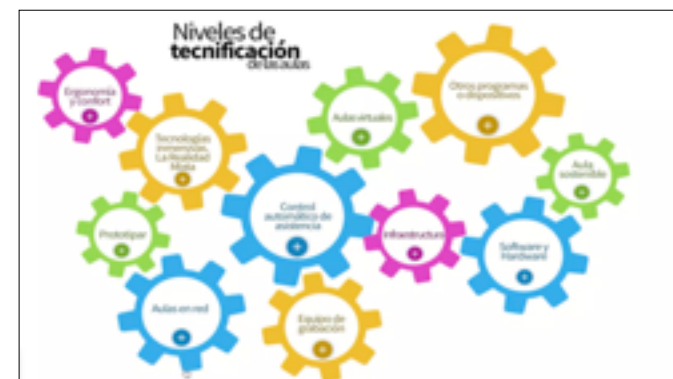 Niveles de
tecnificación
de las aulas
Ergonomía
y confort
Tecnologías
inmersivas,
La Realidad
Mixta
Aulas virtuales
Otros programas
o dispositivos
Aula
sostenible
Prototipar
Control
automático de
asistencia
Infraestructura
Software y
Hardware
Aulas en red
Equipo de
grabación